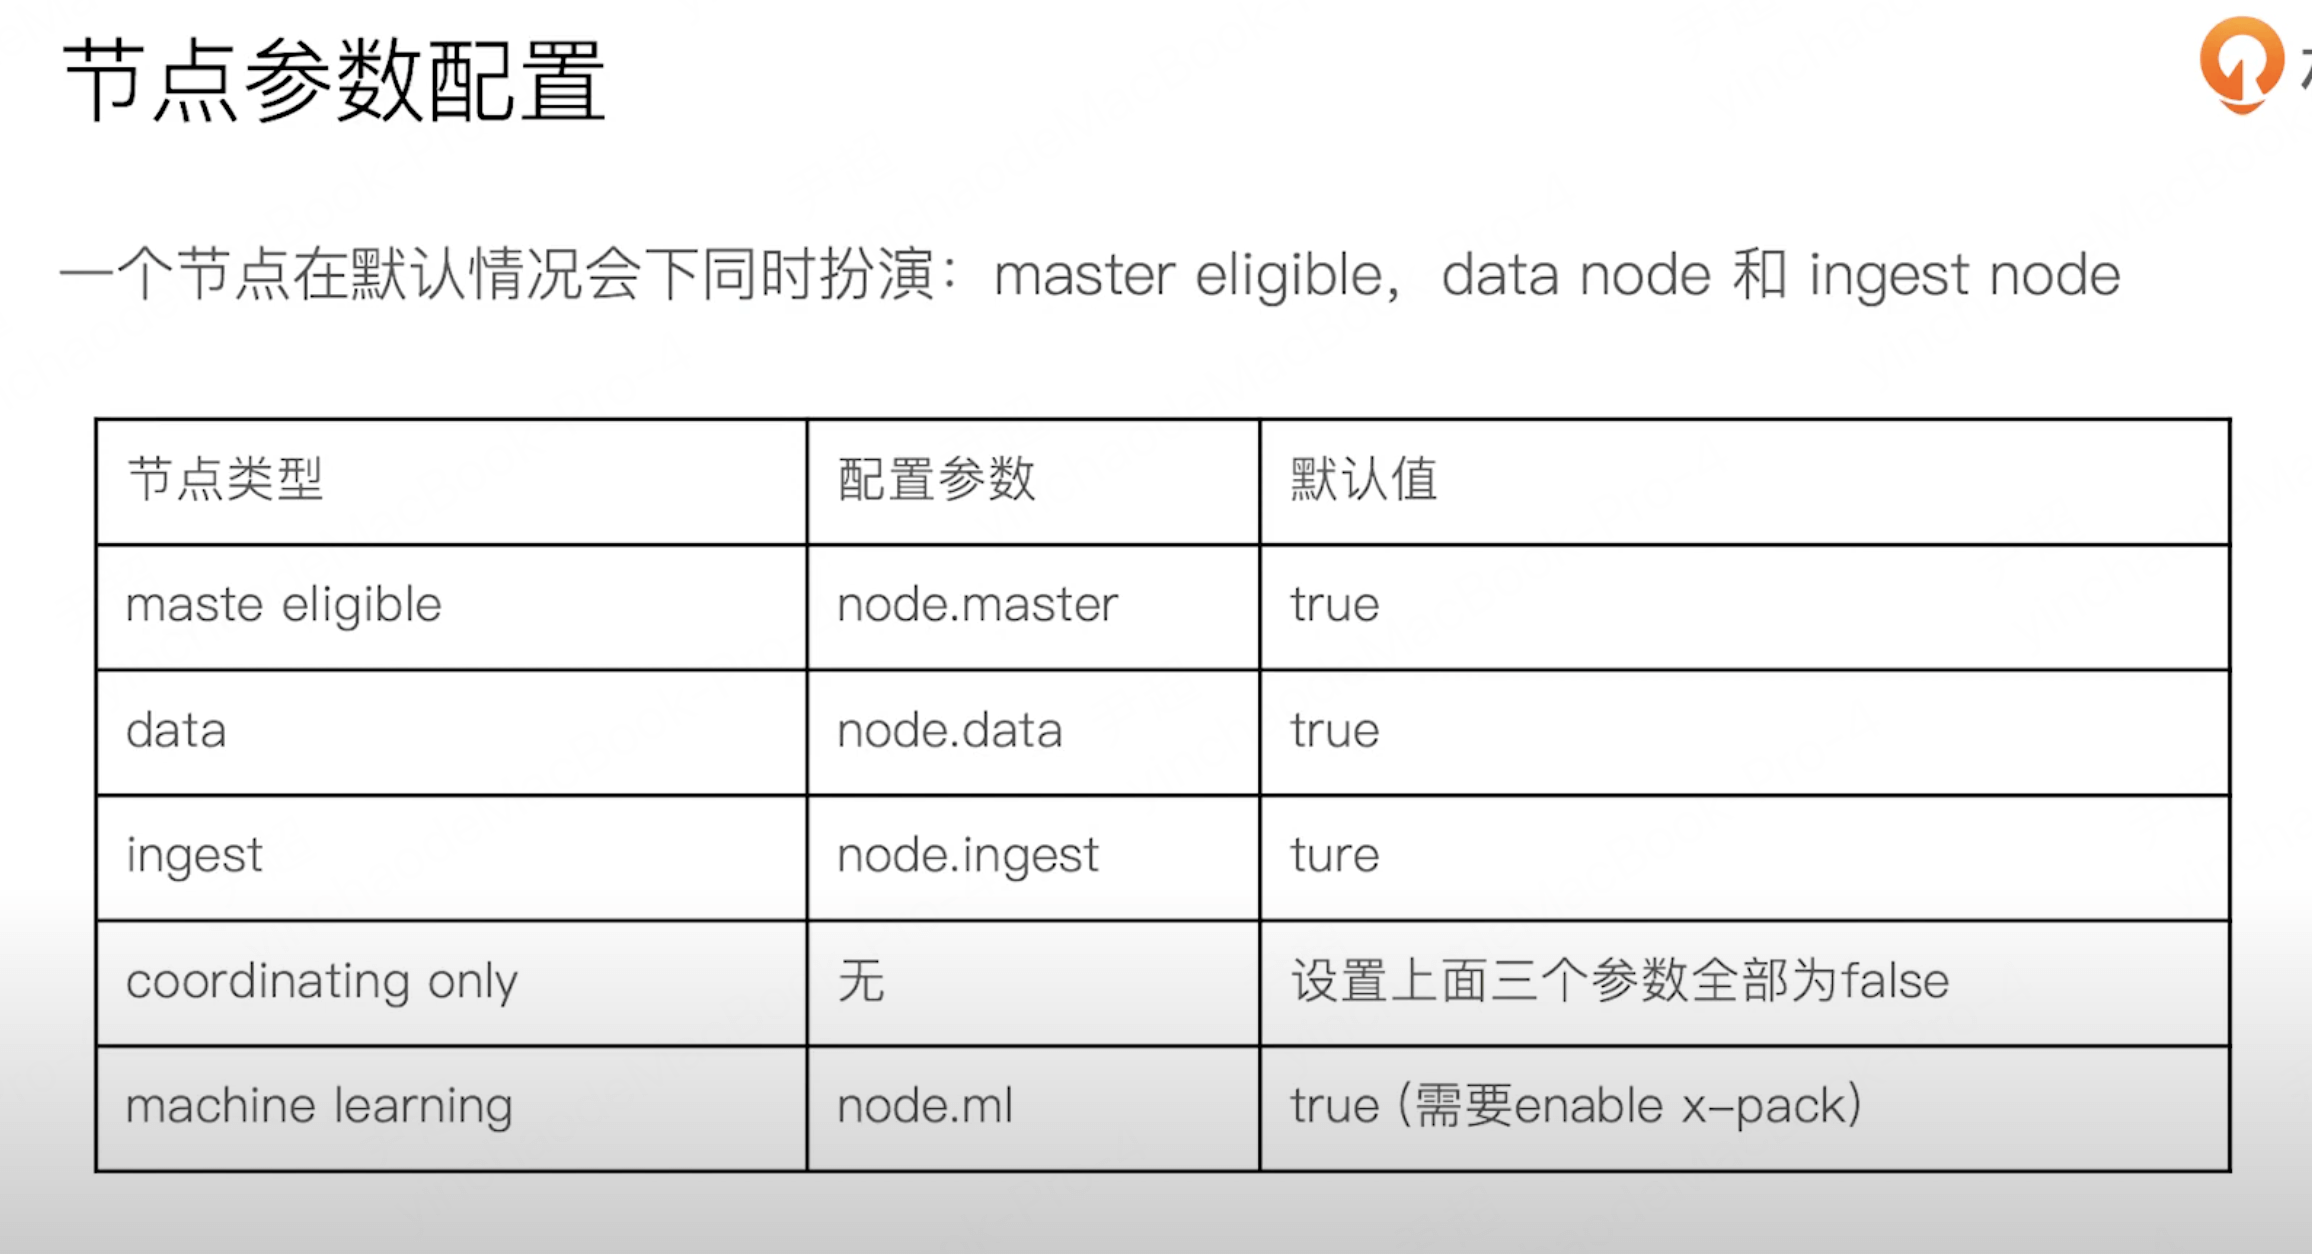 节点参数配置
一个节点在默认情况会下同时扮演：master eligible，data node 和 ingest node
节点类型 配置参数 默认值
maste eligible node.master true
data node.data true
ingest node.ingest ture
coordinating only 无 设置上面三个参数全部为false
machine learning node.ml true (需要enable x-pack)